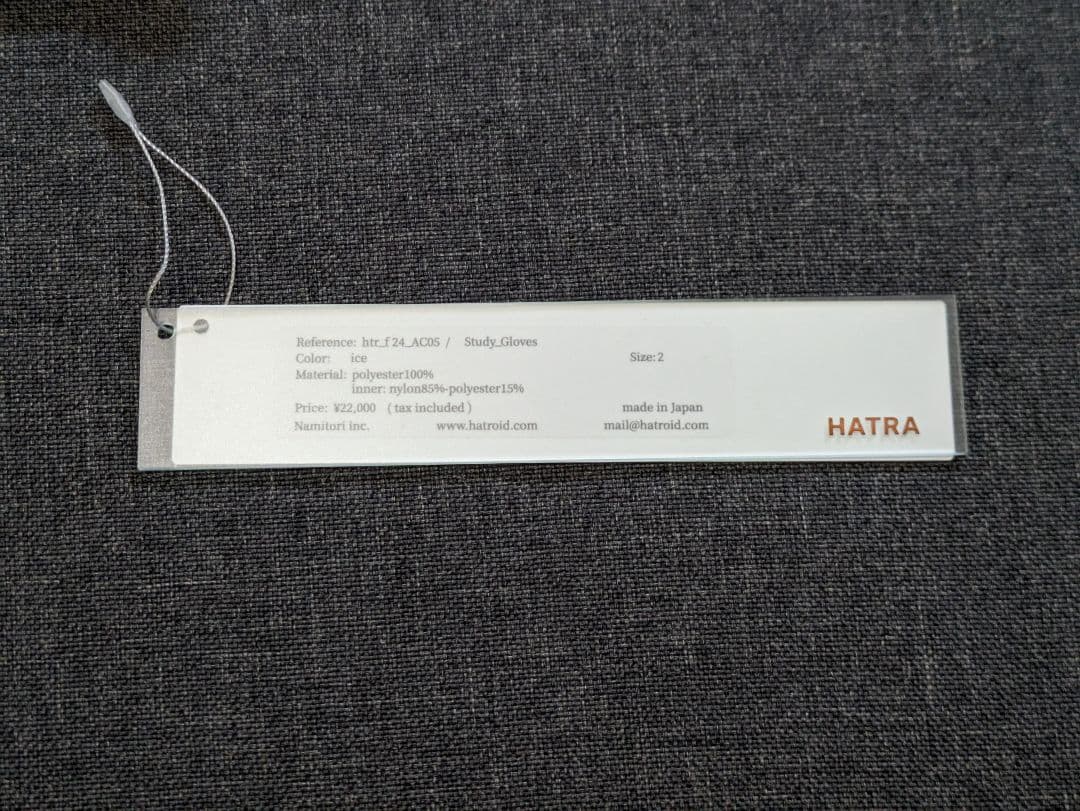 Reference: htr_f 24_AC05 / Study_Gloves
Color: ice Size: 2
Material: polyester100%
inner: nylon85%-polyester15%
Price: ¥22,000 ( tax included ) made in Japan
Namitori inc. www.hatroid.com mail@hatroid.com
HATRA